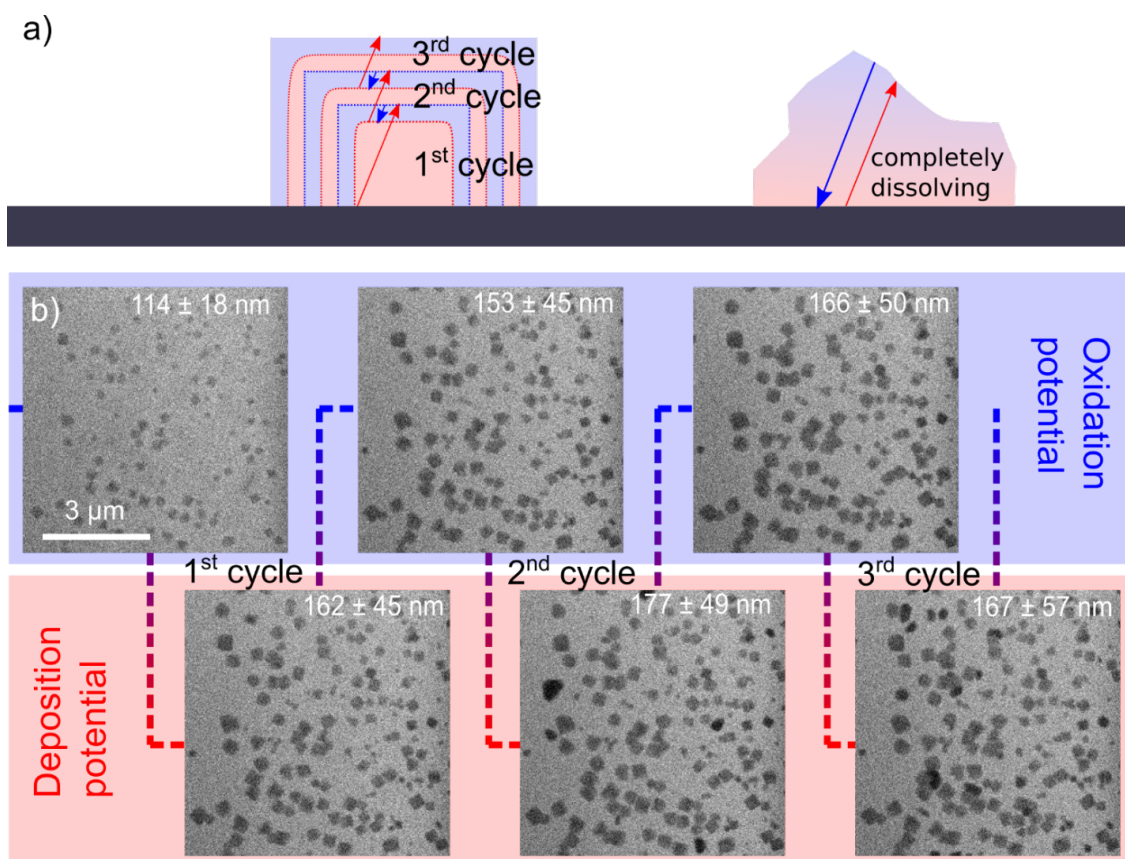 a)
3rd cycle
2nd cycle
1st cycle
completely
dissolving
b)
114 ± 18 nm
153 ± 45 nm
166 ± 50 nm
Oxidation
potential
3 μm
1st cycle
2nd cycle
3rd cycle
162 ± 45 nm
177 ± 49 nm
167 ± 57 nm
Deposition
potential